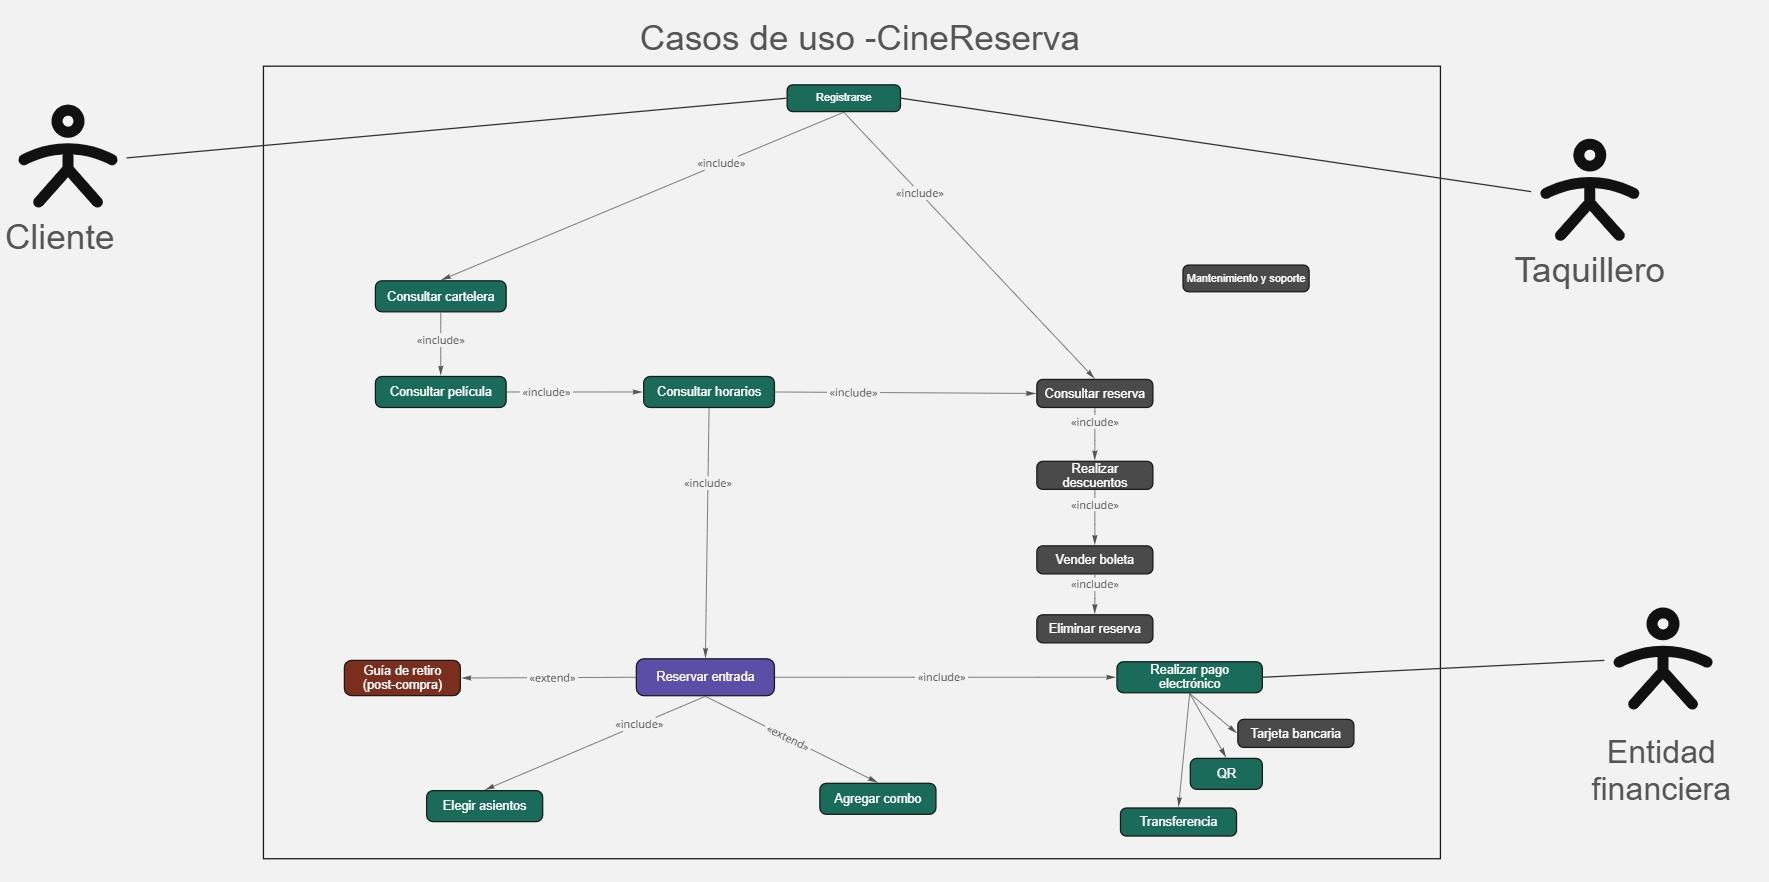 Casos de uso -CineReserva
Registrarse
Cliente
Taquillero
«include»
«include»
Mantenimiento y soporte
Consultar cartelera
«include»
Consultar película
«include»
Consultar horarios
«include»
Consultar reserva
«include»
Realizar
descuentos
«include»
«include»
Vender boleta
«include»
Eliminar reserva
Guía de retiro
(post-compra)
«extend»
Reservar entrada
«include»
Realizar pago
electrónico
«include»
«extend»
Tarjeta bancaria
QR
Elegir asientos
Agregar combo
Transferencia
Entidad
financiera